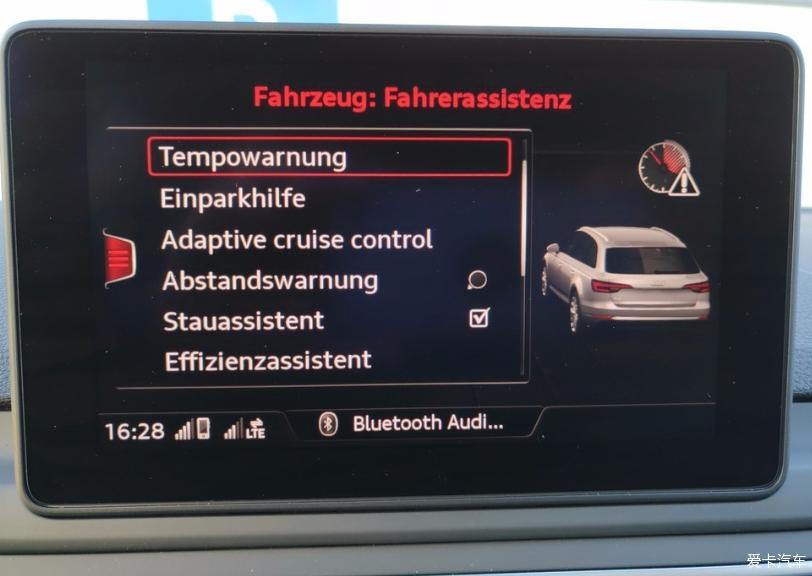 Fahrzeug: Fahrerassistenz
Tempowarnung
Einparkhilfe
Adaptive cruise control
Abstandswarnung
Stauassistent
Effizienzassistent
16:28 LTE Bluetooth Audi...
爱卡汽车